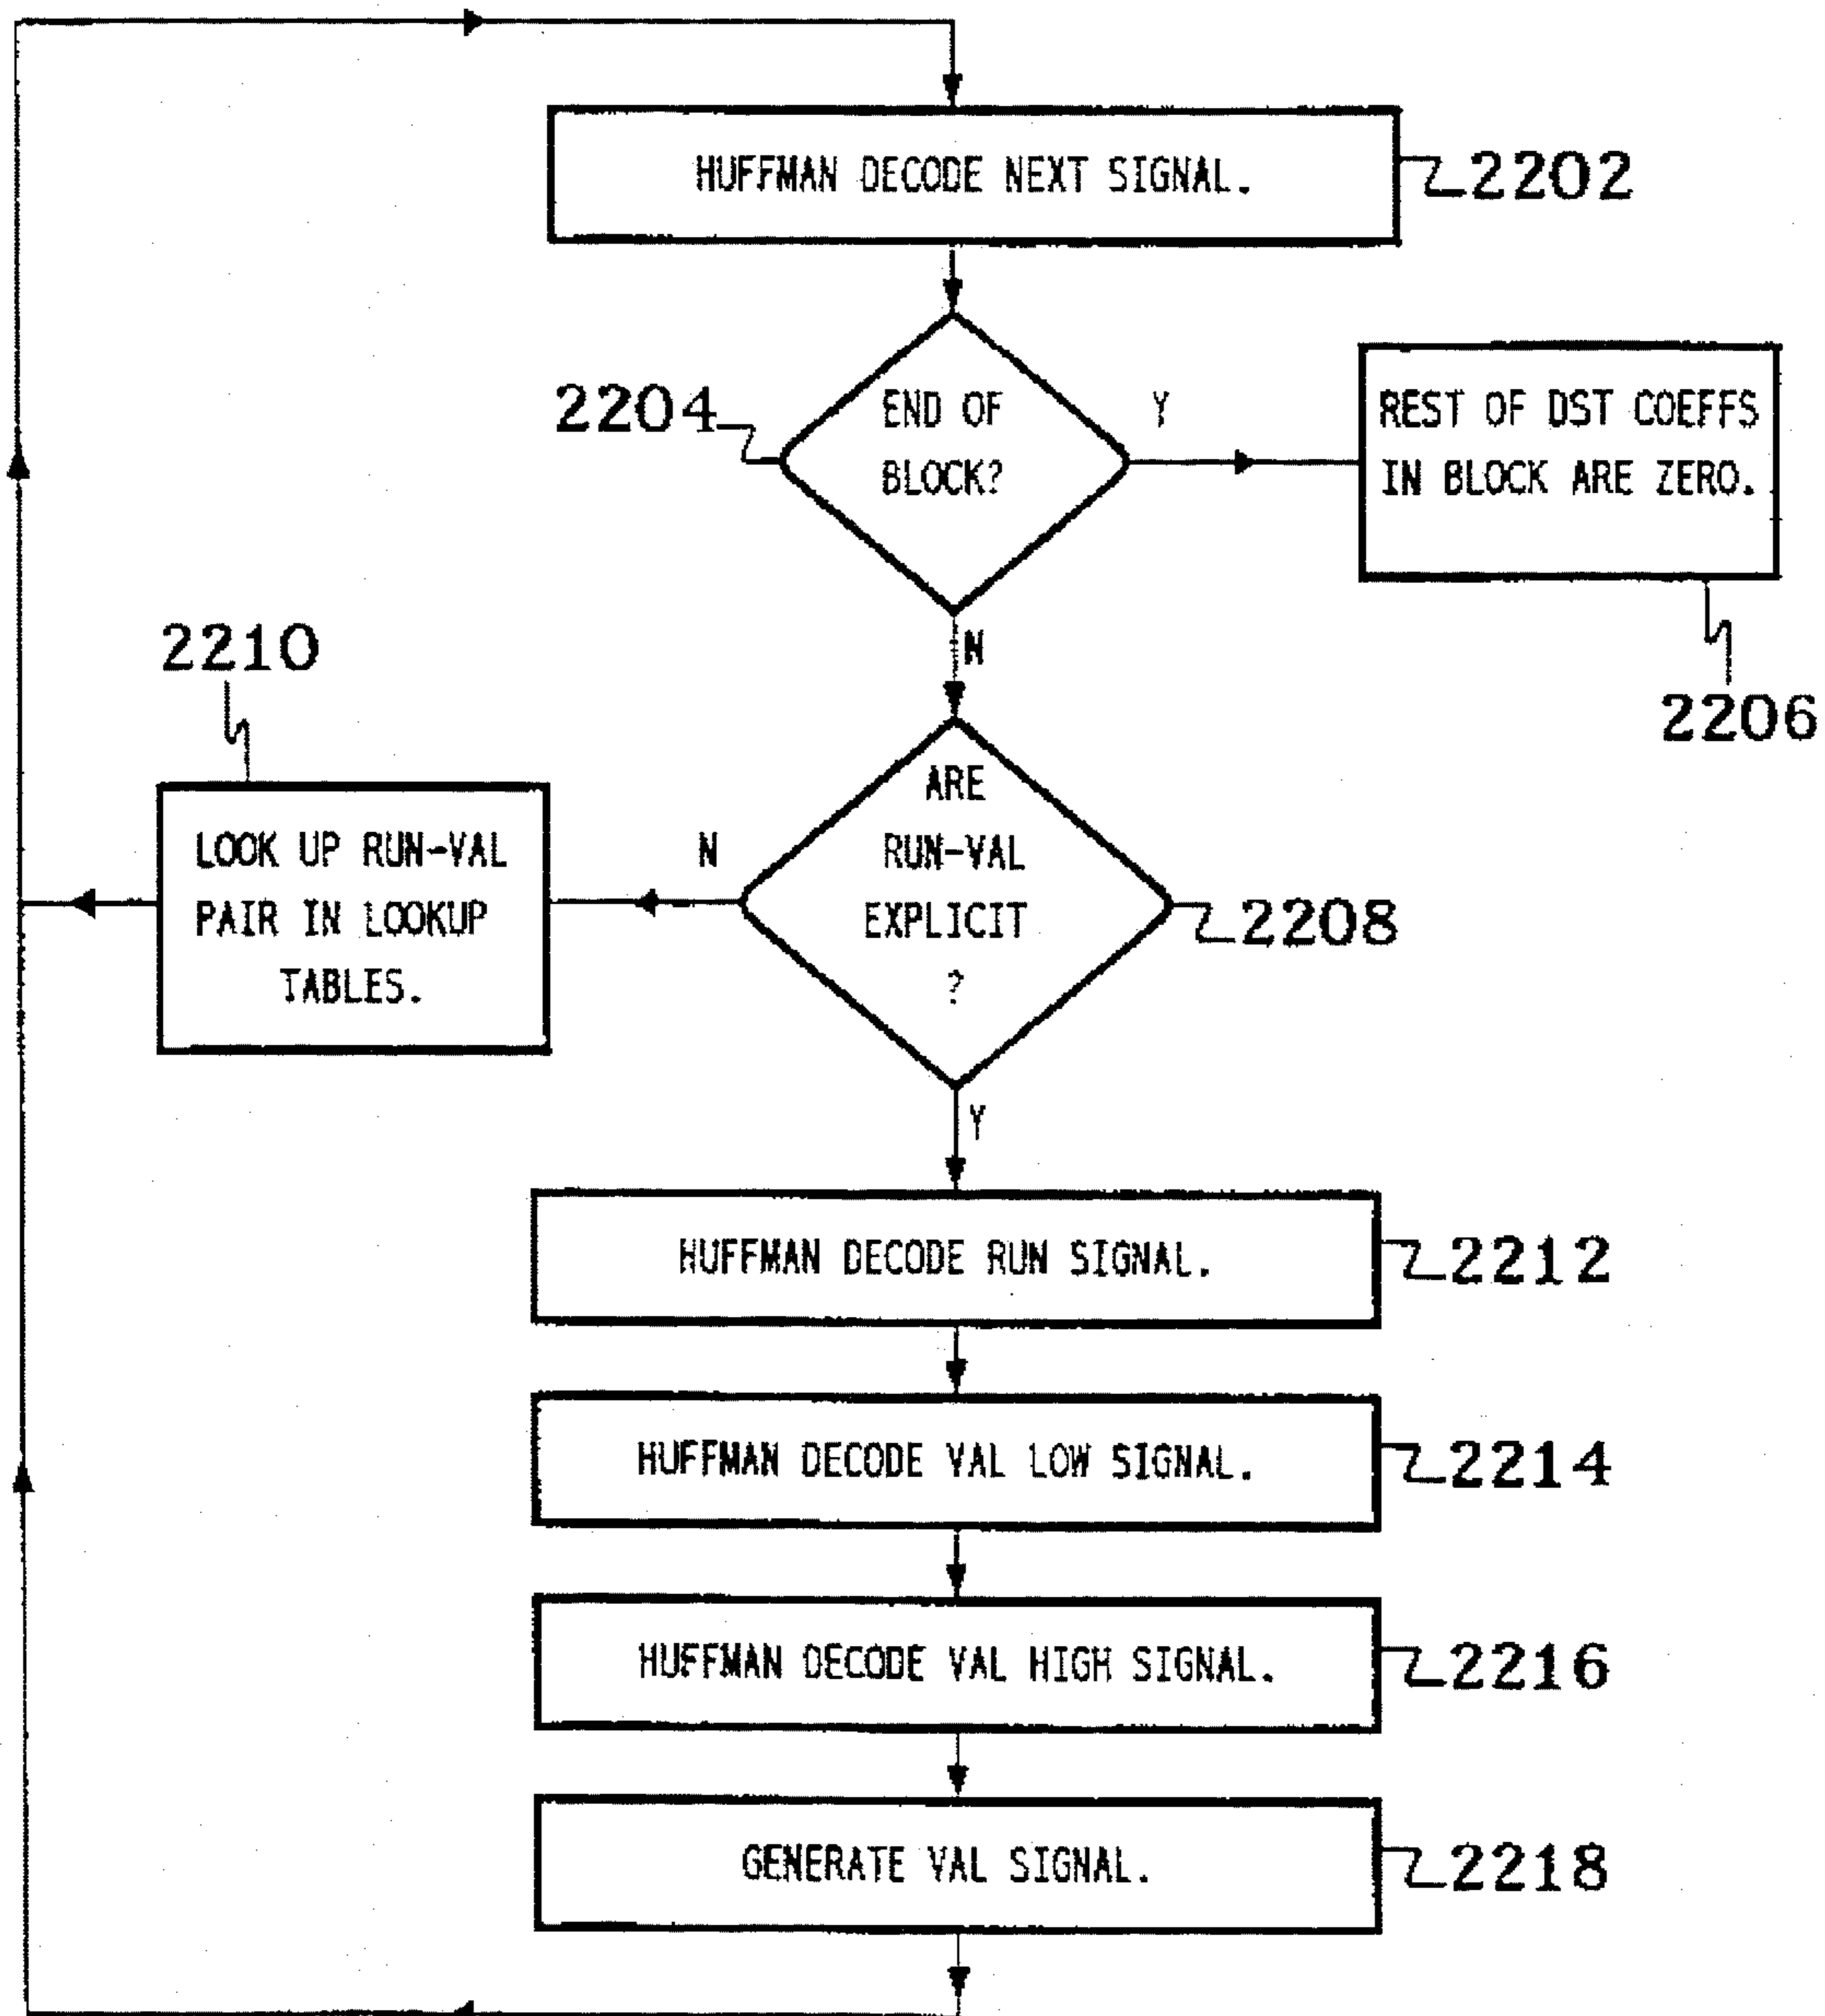 HUFFMAN DECODE NEXT SIGNAL.
2202
2204
END OF
BLOCK?
Y
REST OF DST COEFFS
IN BLOCK ARE ZERO.
2206
N
2210
LOOK UP RUN-VAL
PAIR IN LOOKUP
TABLES.
N
ARE
RUN-VAL
EXPLICIT
?
2208
Y
HUFFMAN DECODE RUN SIGNAL.
2212
HUFFMAN DECODE VAL LOW SIGNAL.
2214
HUFFMAN DECODE VAL HIGH SIGNAL.
2216
GENERATE VAL SIGNAL.
2218